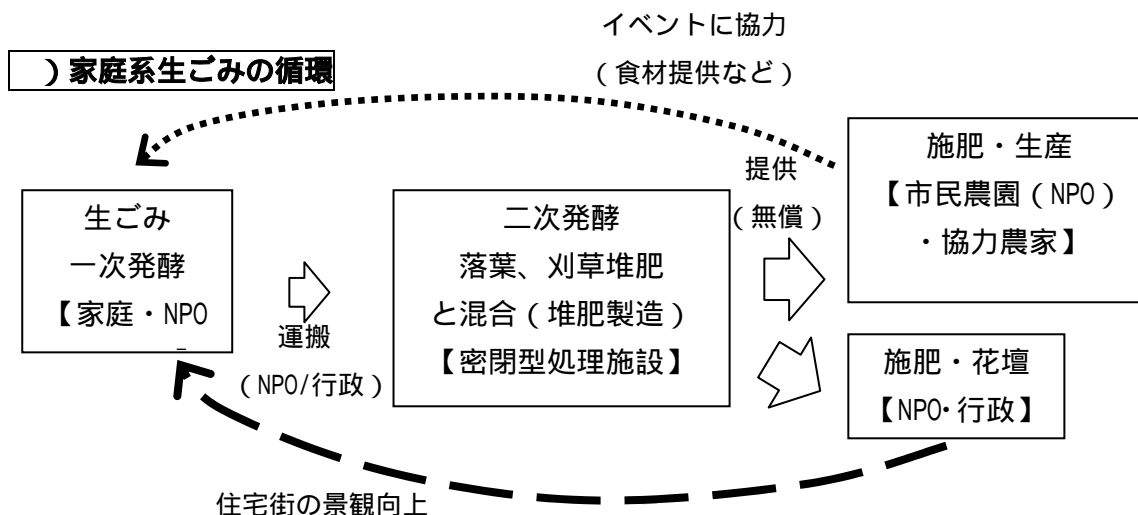 )家庭系生ごみの循環
イベントに協力
(食材提供など)
生ごみ
一次発酵
【家庭・NPO
運搬
(NPO/行政)
二次発酵
落葉、刈草堆肥
と混合(堆肥製造)
【密閉型処理施設】
提供
(無償)
施肥・生産
【市民農園(NPO)
・協力農家】
施肥・花壇
【NPO・行政】
住宅街の景観向上